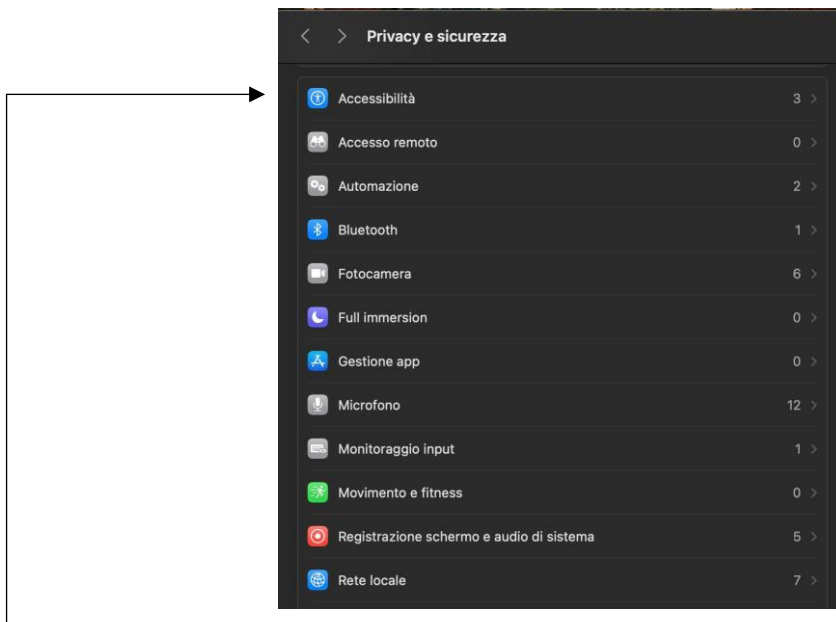 Privacy e sicurezza
Accessibilità 3
Accesso remoto 0
Automazione 2
Bluetooth 1
Fotocamera 6
Full immersion 0
Gestione app 0
Microfono 12
Monitoraggio input 1
Movimento e fitness 0
Registrazione schermo e audio di sistema 5
Rete locale 7